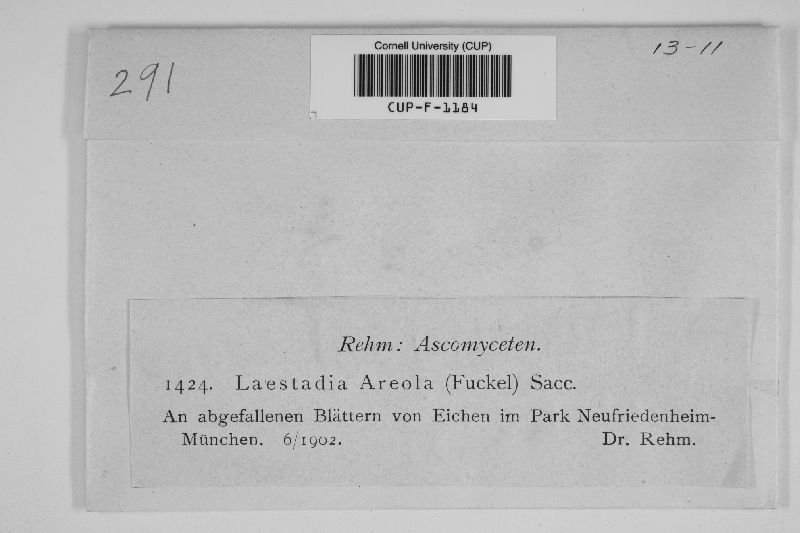 Cornell University (CUP)
CUP-F-1184
291
13-11
Rehm: Ascomyceten.
1424. Laestadia Areola (Fuckel) Sacc.
An abgefallenen Blättern von Eichen im Park Neufriedenheim-
München. 6/1902. Dr. Rehm.